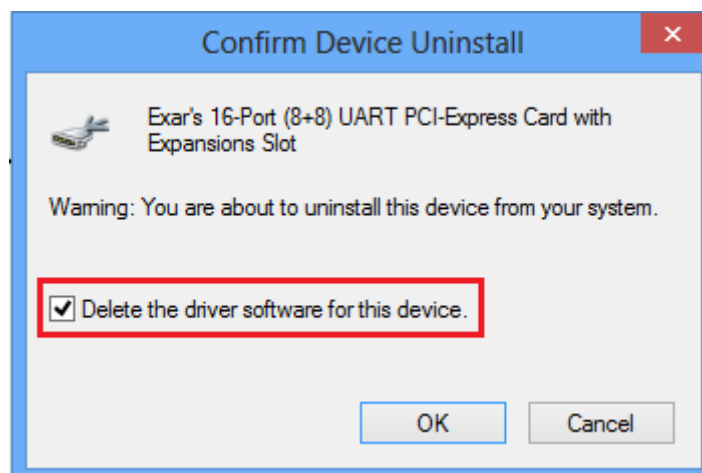 Confirm Device Uninstall
Exar's 16-Port (8+8) UART PCI-Express Card with
Expansions Slot
Warning: You are about to uninstall this device from your system.
Delete the driver software for this device.
OK
Cancel